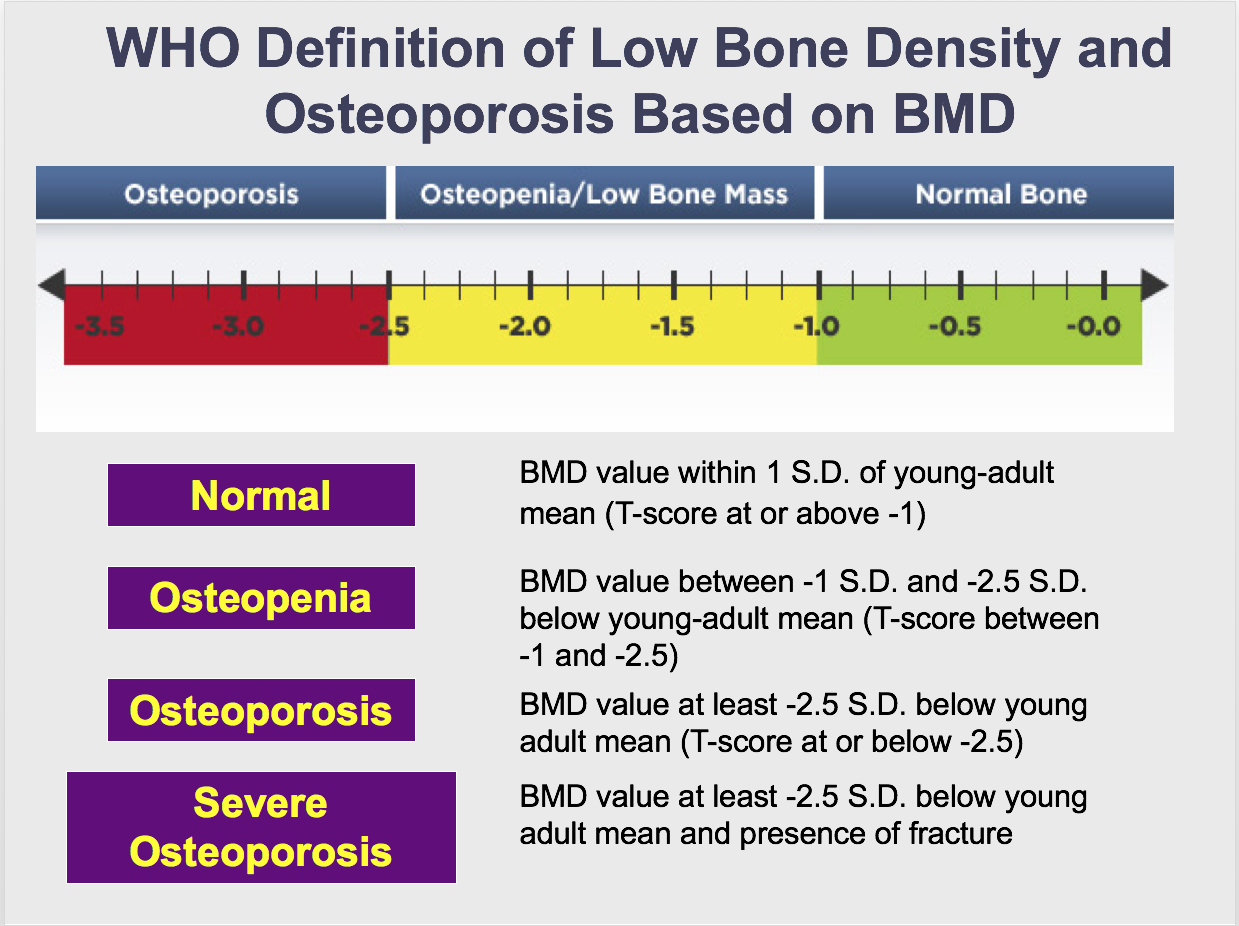 WHO Definition of Low Bone Density and
Osteoporosis Based on BMD
Osteoporosis
Osteopenia/Low Bone Mass
Normal Bone
-3.5 -3.0 -2.5 -2.0 -1.5 -1.0 -0.5 -0.0
Normal
BMD value within 1 S.D. of young-adult
mean (T-score at or above -1)
Osteopenia
BMD value between -1 S.D. and -2.5 S.D.
below young-adult mean (T-score between
-1 and -2.5)
Osteoporosis
BMD value at least -2.5 S.D. below young
adult mean (T-score at or below -2.5)
Severe
Osteoporosis
BMD value at least -2.5 S.D. below young
adult mean and presence of fracture